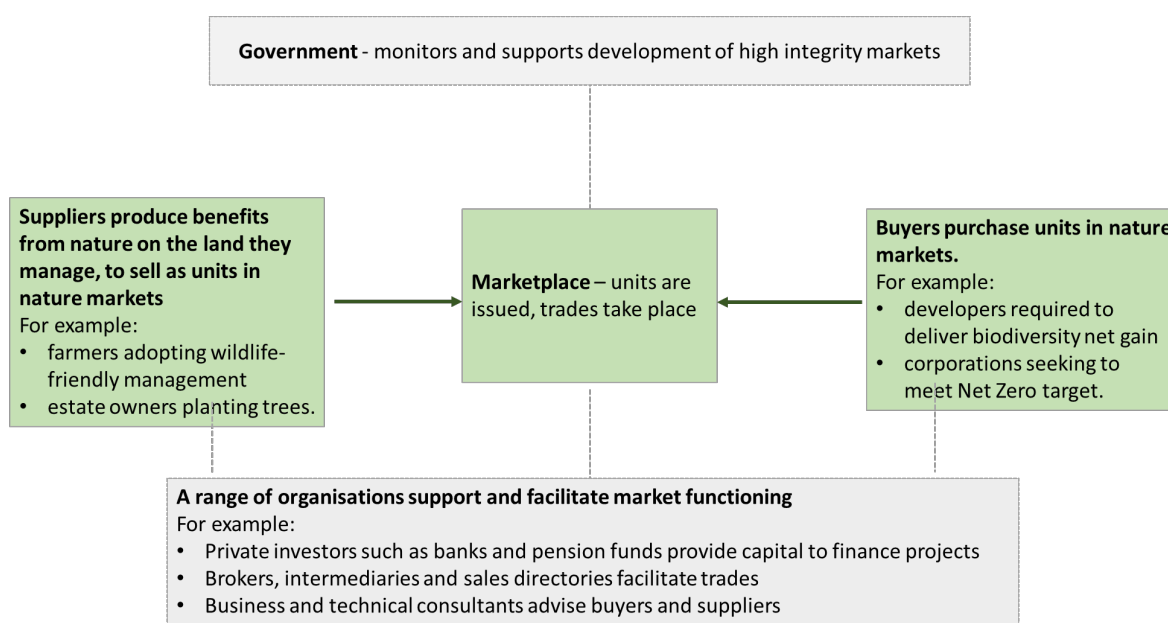 Government - monitors and supports development of high integrity markets
Suppliers produce benefits
from nature on the land they
manage, to sell as units in
nature markets
For example:
• farmers adopting wildlife-
friendly management
• estate owners planting trees.
Marketplace – units are
issued, trades take place
Buyers purchase units in nature
markets.
For example:
• developers required to
deliver biodiversity net gain
• corporations seeking to
meet Net Zero target.
A range of organisations support and facilitate market functioning
For example:
• Private investors such as banks and pension funds provide capital to finance projects
• Brokers, intermediaries and sales directories facilitate trades
• Business and technical consultants advise buyers and suppliers